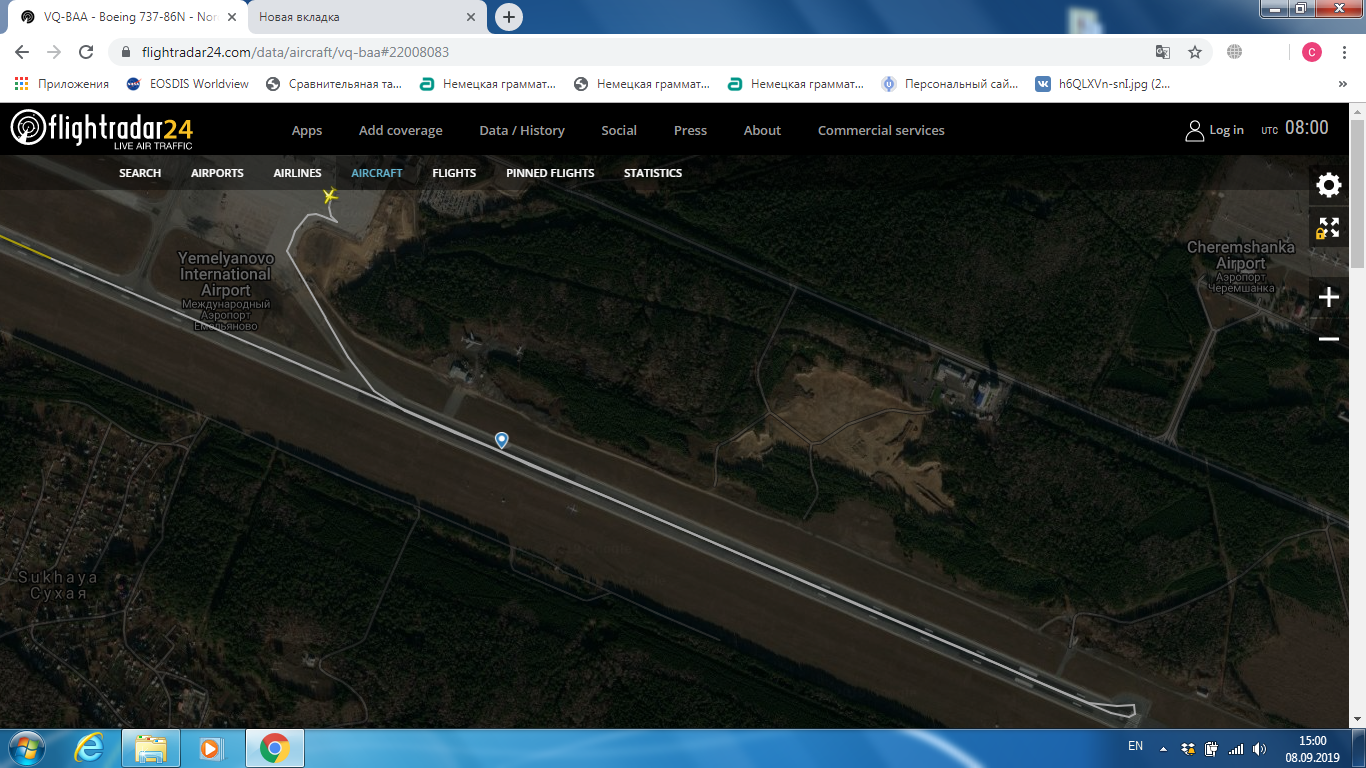 VQ-BAA - Boeing 737-86N - Nor
Новая вкладка
flightradar24.com/data/aircraft/vq-baa#22008083
C
Приложения
EOSDIS Worldview
Сравнительная та...
Немецкая граммат...
Немецкая граммат...
Немецкая граммат...
Персональный сай...
h6QLXVn-snI.jpg (2...
»
flightradar24
LIVE AIR TRAFFIC
Apps
Add coverage
Data / History
Social
Press
About
Commercial services
Log in
UTC 08:00
SEARCH
AIRPORTS
AIRLINES
AIRCRAFT
FLIGHTS
PINNED FLIGHTS
STATISTICS
Yemelyanovo
International
Airport
Международный
Аэропорт
Емельяново
Cheremshanka
Airport
Аэропорт
Черемшанка
Sukhaya
Сухая
EN
15:00
08.09.2019